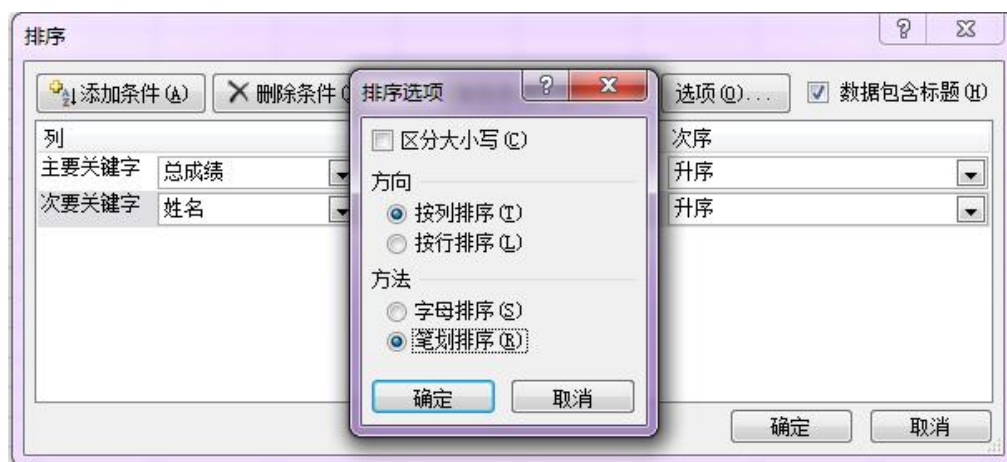 排序
添加条件(A) 删除条件( 选项(O)... 数据包含标题(H)
列 次序
主要关键字 总成绩 升序
次要关键字 姓名 升序
排序选项
区分大小写(C)
方向
按列排序(T)
按行排序(L)
方法
字母排序(S)
笔划排序(R)
确定 取消
确定 取消